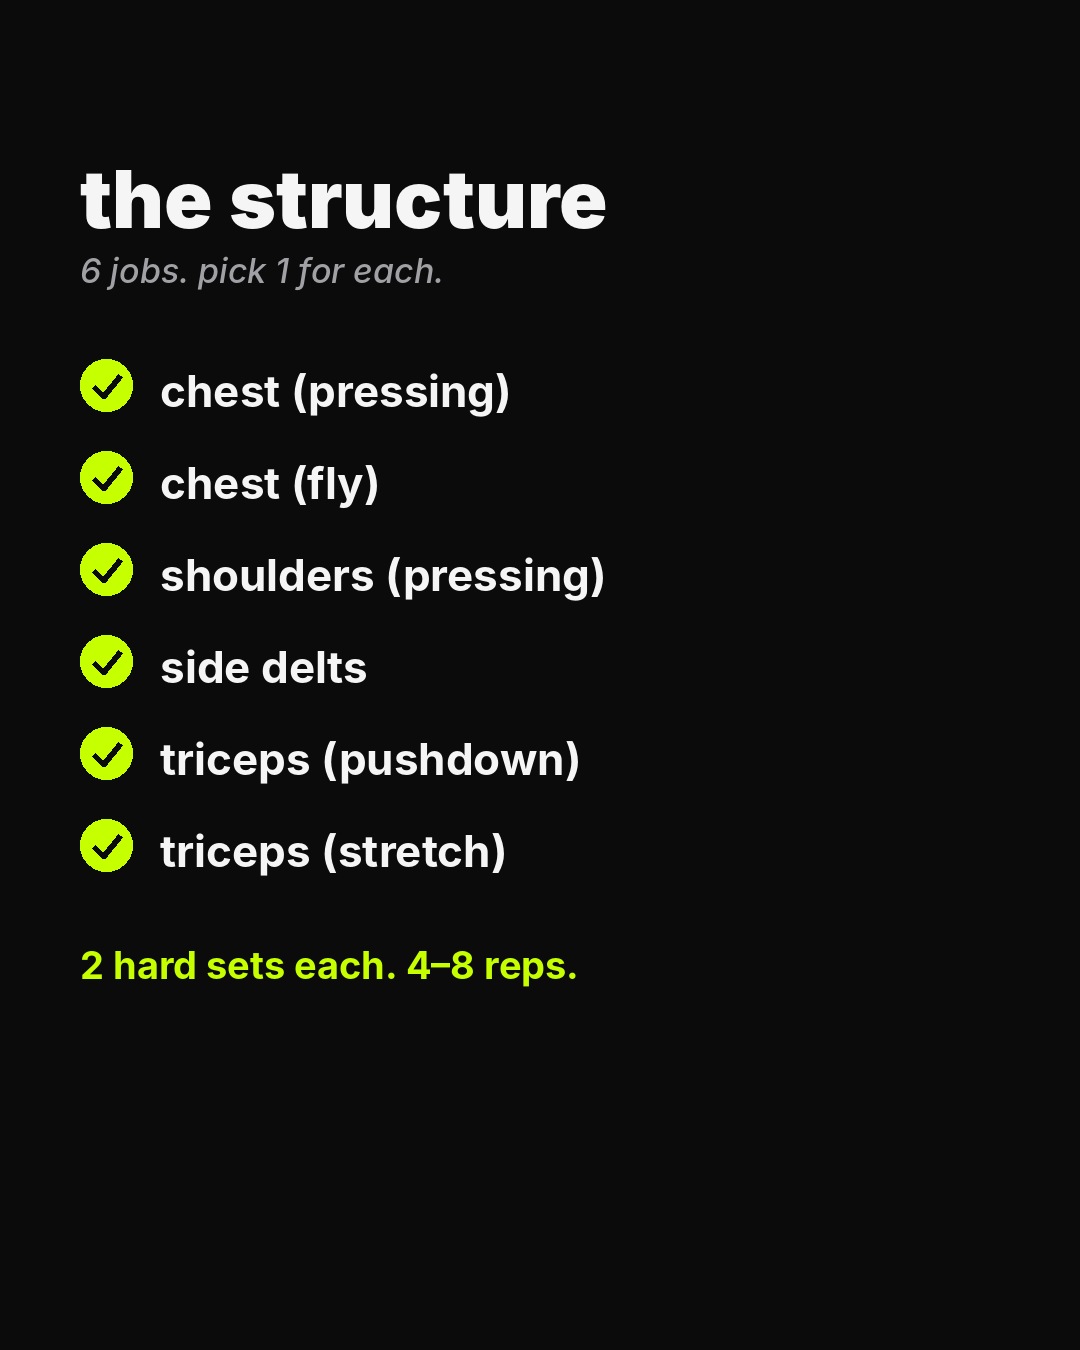 the structure
6 jobs. pick 1 for each.
chest (pressing)
chest (fly)
shoulders (pressing)
side delts
triceps (pushdown)
triceps (stretch)
2 hard sets each. 4–8 reps.